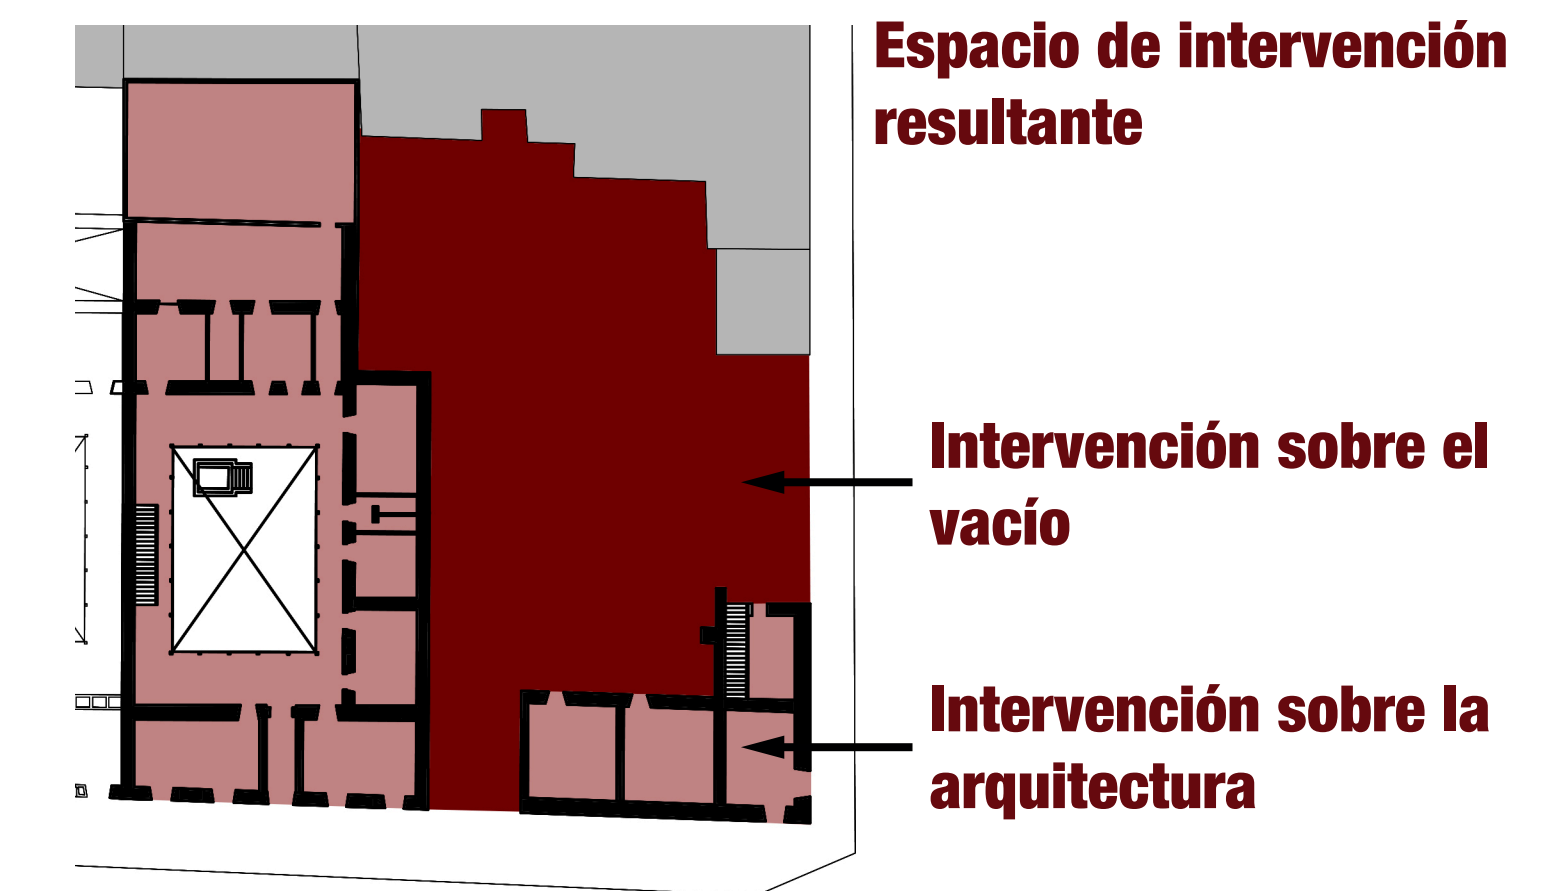 Espacio de intervención
resultante
Intervención sobre el
vacío
Intervención sobre la
arquitectura